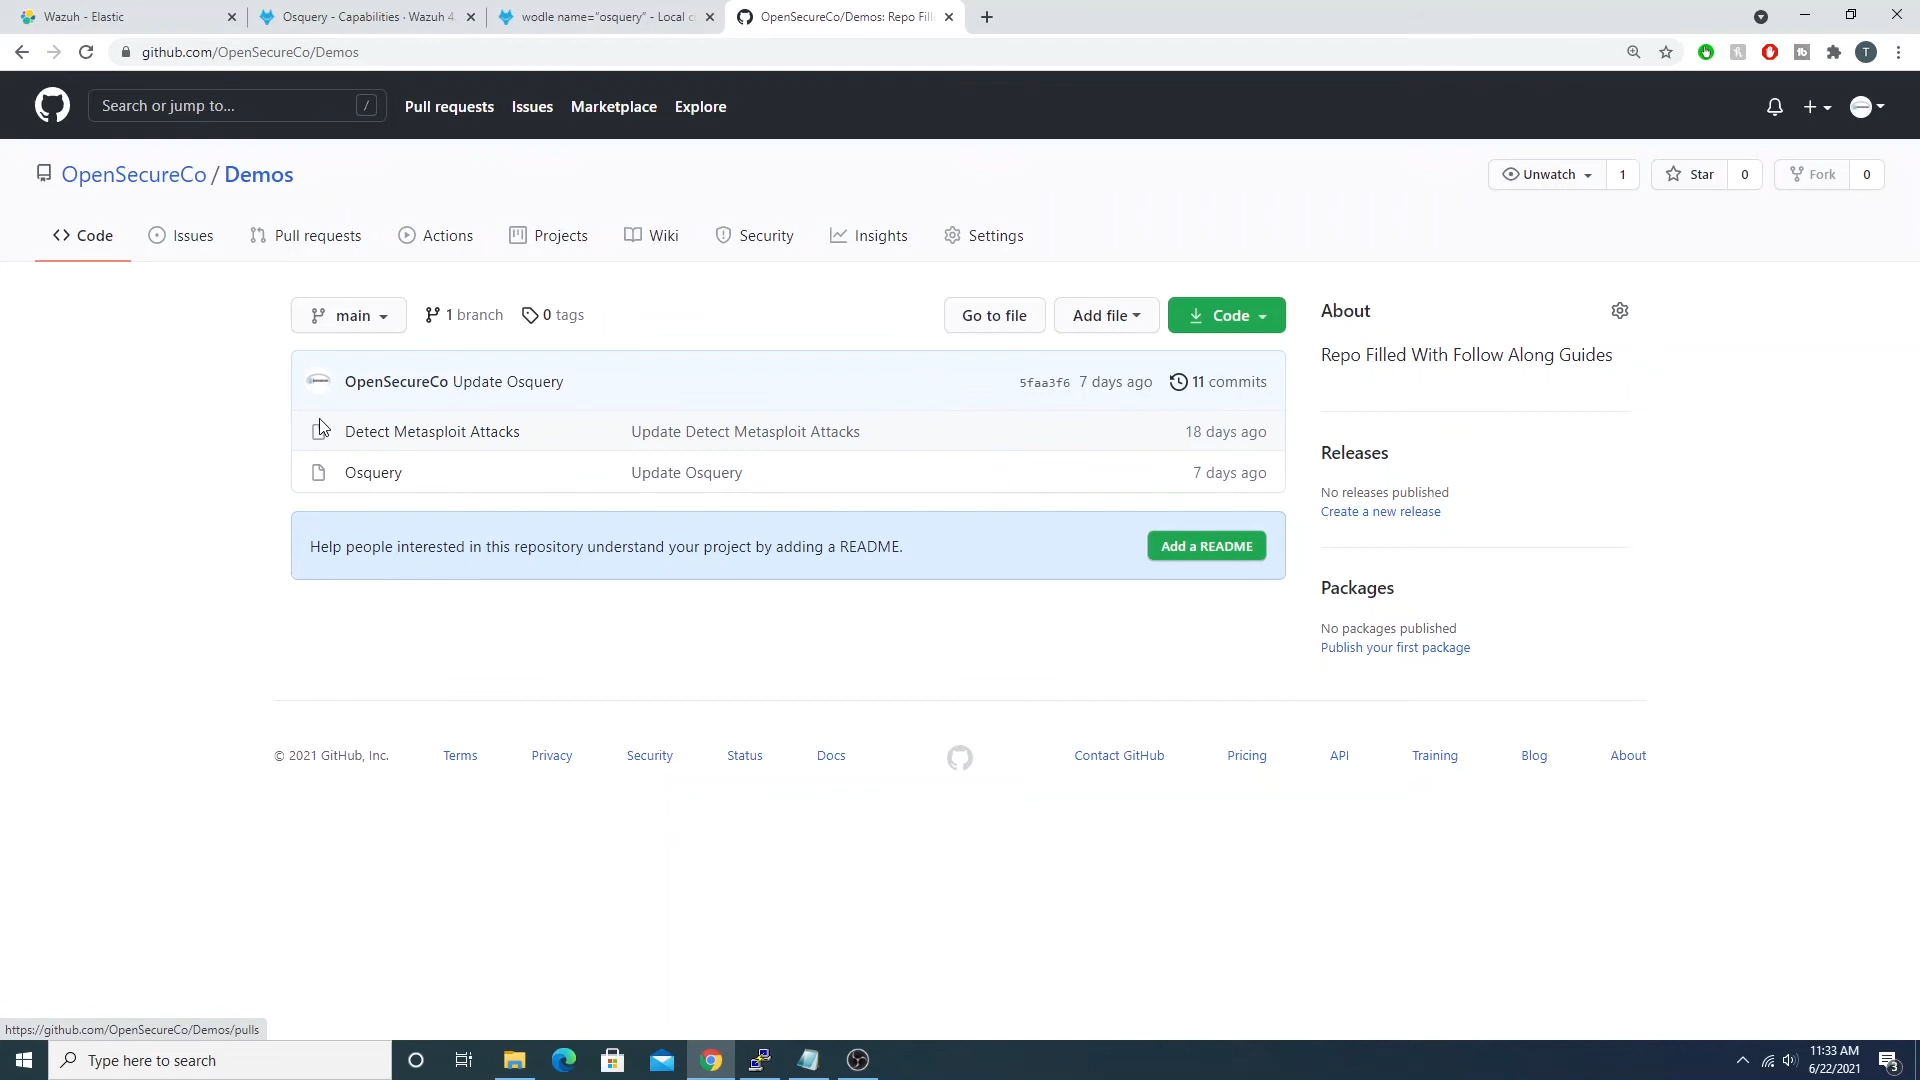 Wazuh - Elastic
Osquery - Capabilities · Wazuh 4.
wodle name="osquery" - Local c
OpenSecureCo/Demos: Repo Fill
github.com/OpenSecureCo/Demos
T
Search or jump to... /
Pull requests Issues Marketplace Explore
OpenSecureCo / Demos
Unwatch 1 Star 0 Fork 0
Code Issues Pull requests Actions Projects Wiki Security Insights Settings
main 1 branch 0 tags Go to file Add file Code
About
Repo Filled With Follow Along Guides
OpenSecureCo Update Osquery 5faa3f6 7 days ago 11 commits
Detect Metasploit Attacks Update Detect Metasploit Attacks 18 days ago
Osquery Update Osquery 7 days ago
Releases
No releases published
Create a new release
Help people interested in this repository understand your project by adding a README. Add a README
Packages
No packages published
Publish your first package
© 2021 GitHub, Inc. Terms Privacy Security Status Docs Contact GitHub Pricing API Training Blog About
https://github.com/OpenSecureCo/Demos/pulls
Type here to search
11:33 AM
6/22/2021
3